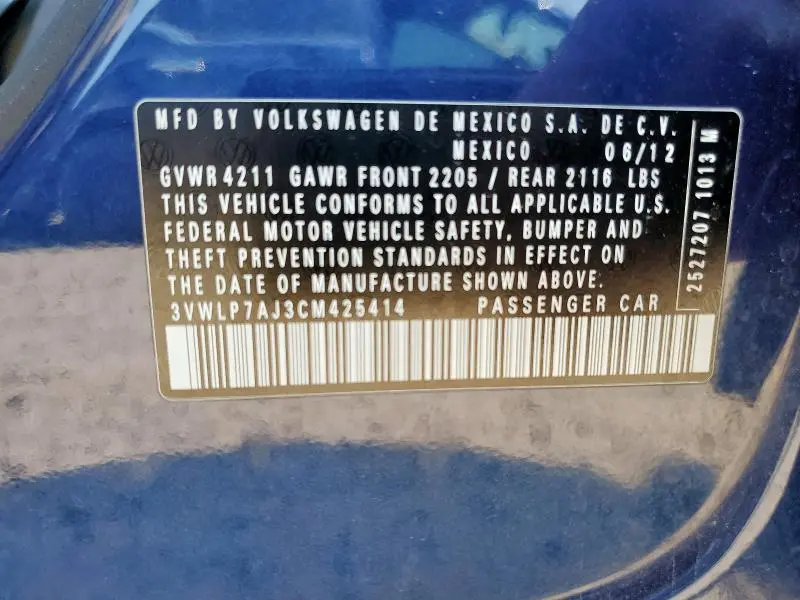 MFD BY VOLKSWAGEN DE MEXICO S.A. DE C.V.
MEXICO 06/12
GVWR 4211 GAWR FRONT 2205 / REAR 2116 LBS
THIS VEHICLE CONFORMS TO ALL APPLICABLE U.S.
FEDERAL MOTOR VEHICLE SAFETY, BUMPER AND
THEFT PREVENTION STANDARDS IN EFFECT ON
THE DATE OF MANUFACTURE SHOWN ABOVE.
3VWLP7AJ3CM425414 PASSENGER CAR
2527207 1013 M